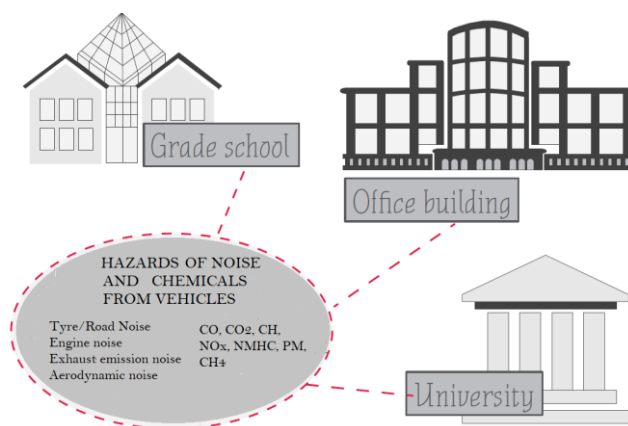 Grade school
Office building
HAZARDS OF NOISE
AND CHEMICALS
FROM VEHICLES
Tyre/Road Noise
Engine noise
Exhaust emission noise
Aerodynamic noise
CO, CO2, CH,
NOx, NMHC, PM,
CH4
University